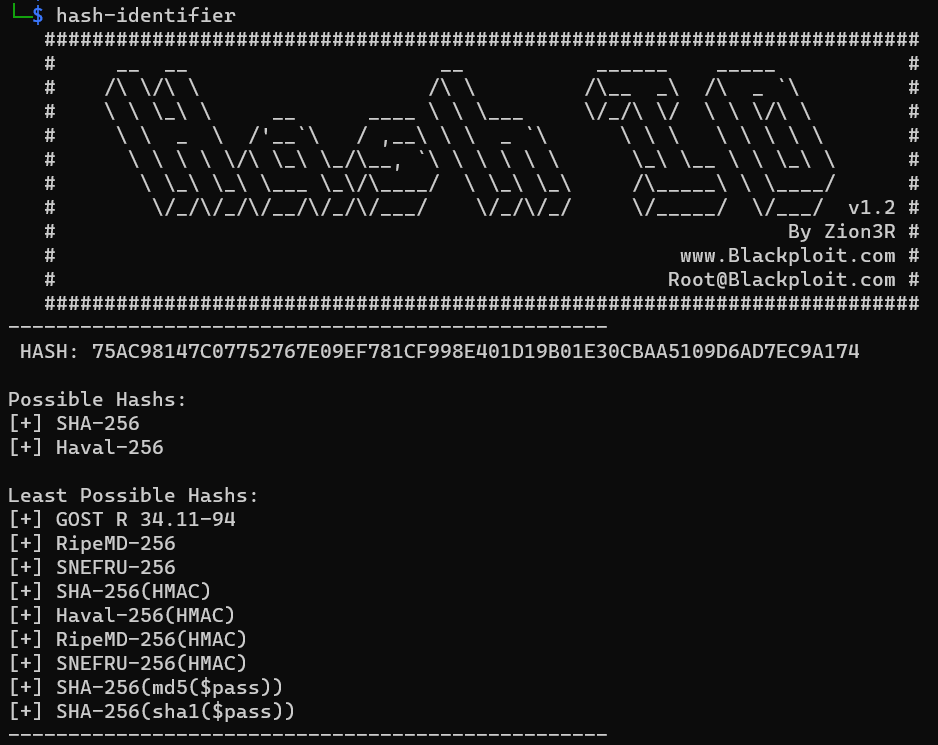 └─$ hash-identifier
#########################################################################
#     __  __                     __           ______    _____           #
#    /\ \/\ \                   /\ \         /\__  _\  /\  _ `\         #
#    \ \ \_\ \     __      ____ \ \ \___     \/_/\ \/  \ \ \/\ \        #
#     \ \  _  \  /'__`\   / ,__\ \ \  _ `\      \ \ \   \ \ \ \ \       #
#      \ \ \ \ \/\ \_\ \_/\__, `\ \ \ \ \ \      \_\ \__ \ \ \_\ \      #
#       \ \_\ \_\ \___ \_\/\____/  \ \_\ \_\     /\_____\ \ \____/      #
#        \/_/\/_/\/__/\/_/\/___/    \/_/\/_/     \/_____/  \/___/  v1.2 #
#                                                             By Zion3R #
#                                                    www.Blackploit.com #
#                                                   Root@Blackploit.com #
#########################################################################
--------------------------------------------------
HASH: 75AC98147C07752767E09EF781CF998E401D19B01E30CBAA5109D6AD7EC9A174
Possible Hashs:
[+] SHA-256
[+] Haval-256
Least Possible Hashs:
[+] GOST R 34.11-94
[+] RipeMD-256
[+] SNEFRU-256
[+] SHA-256(HMAC)
[+] Haval-256(HMAC)
[+] RipeMD-256(HMAC)
[+] SNEFRU-256(HMAC)
[+] SHA-256(md5($pass))
[+] SHA-256(sha1($pass))
--------------------------------------------------